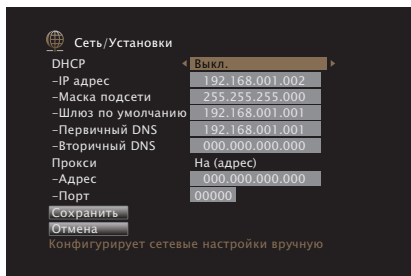 Сеть/Установки
DHCP Выкл.
–IP адрес 192.168.001.002
–Маска подсети 255.255.255.000
–Шлюз по умолчанию 192.168.001.001
–Первичный DNS 192.168.001.001
–Вторичный DNS 000.000.000.000
Прокси На (адрес)
–Адрес 000.000.000.000
–Порт 00000
Сохранить
Отмена
Конфигурирует сетевые настройки вручную